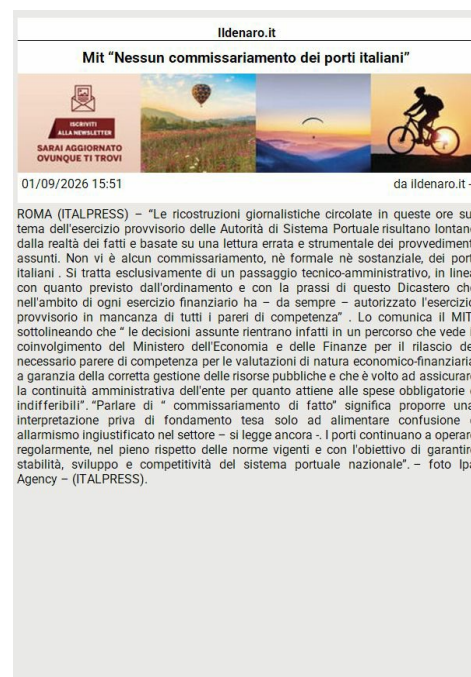 Ildenaro.it
Mit “Nessun commissariamento dei porti italiani”
ISCRIVITI
ALLA NEWSLETTER
SARAI AGGIORNATO
OVUNQUE TI TROVI
01/09/2026 15:51
da ildenaro.it -
ROMA (ITALPRESS) – “Le ricostruzioni giornalistiche circolate in queste ore su
tema dell'esercizio provvisorio delle Autorità di Sistema Portuale risultano lontan
dalla realtà dei fatti e basate su una lettura errata e strumentale dei provvediment
assunti. Non vi è alcun commissariamento, nè formale nè sostanziale, dei port
italiani . Si tratta esclusivamente di un passaggio tecnico-amministrativo, in linea
con quanto previsto dall'ordinamento e con la prassi di questo Dicastero che
nell'ambito di ogni esercizio finanziario ha – da sempre – autorizzato l'esercizio
provvisorio in mancanza di tutti i pareri di competenza” . Lo comunica il MIT
sottolineando che “ le decisioni assunte rientrano infatti in un percorso che vede i
coinvolgimento del Ministero dell'Economia e delle Finanze per il rilascio de
necessario parere di competenza per le valutazioni di natura economico-finanziaria
a garanzia della corretta gestione delle risorse pubbliche e che è volto ad assicurare
la continuità amministrativa dell'ente per quanto attiene alle spese obbligatorie e
indifferibili”. “Parlare di “ commissariamento di fatto” significa proporre una
interpretazione priva di fondamento tesa solo ad alimentare confusione e
allarmismo ingiustificato nel settore – si legge ancora -. I porti continuano a operare
regolarmente, nel pieno rispetto delle norme vigenti e con l'obiettivo di garantire
stabilità, sviluppo e competitività del sistema portuale nazionale”. – foto Ipa
Agency – (ITALPRESS).